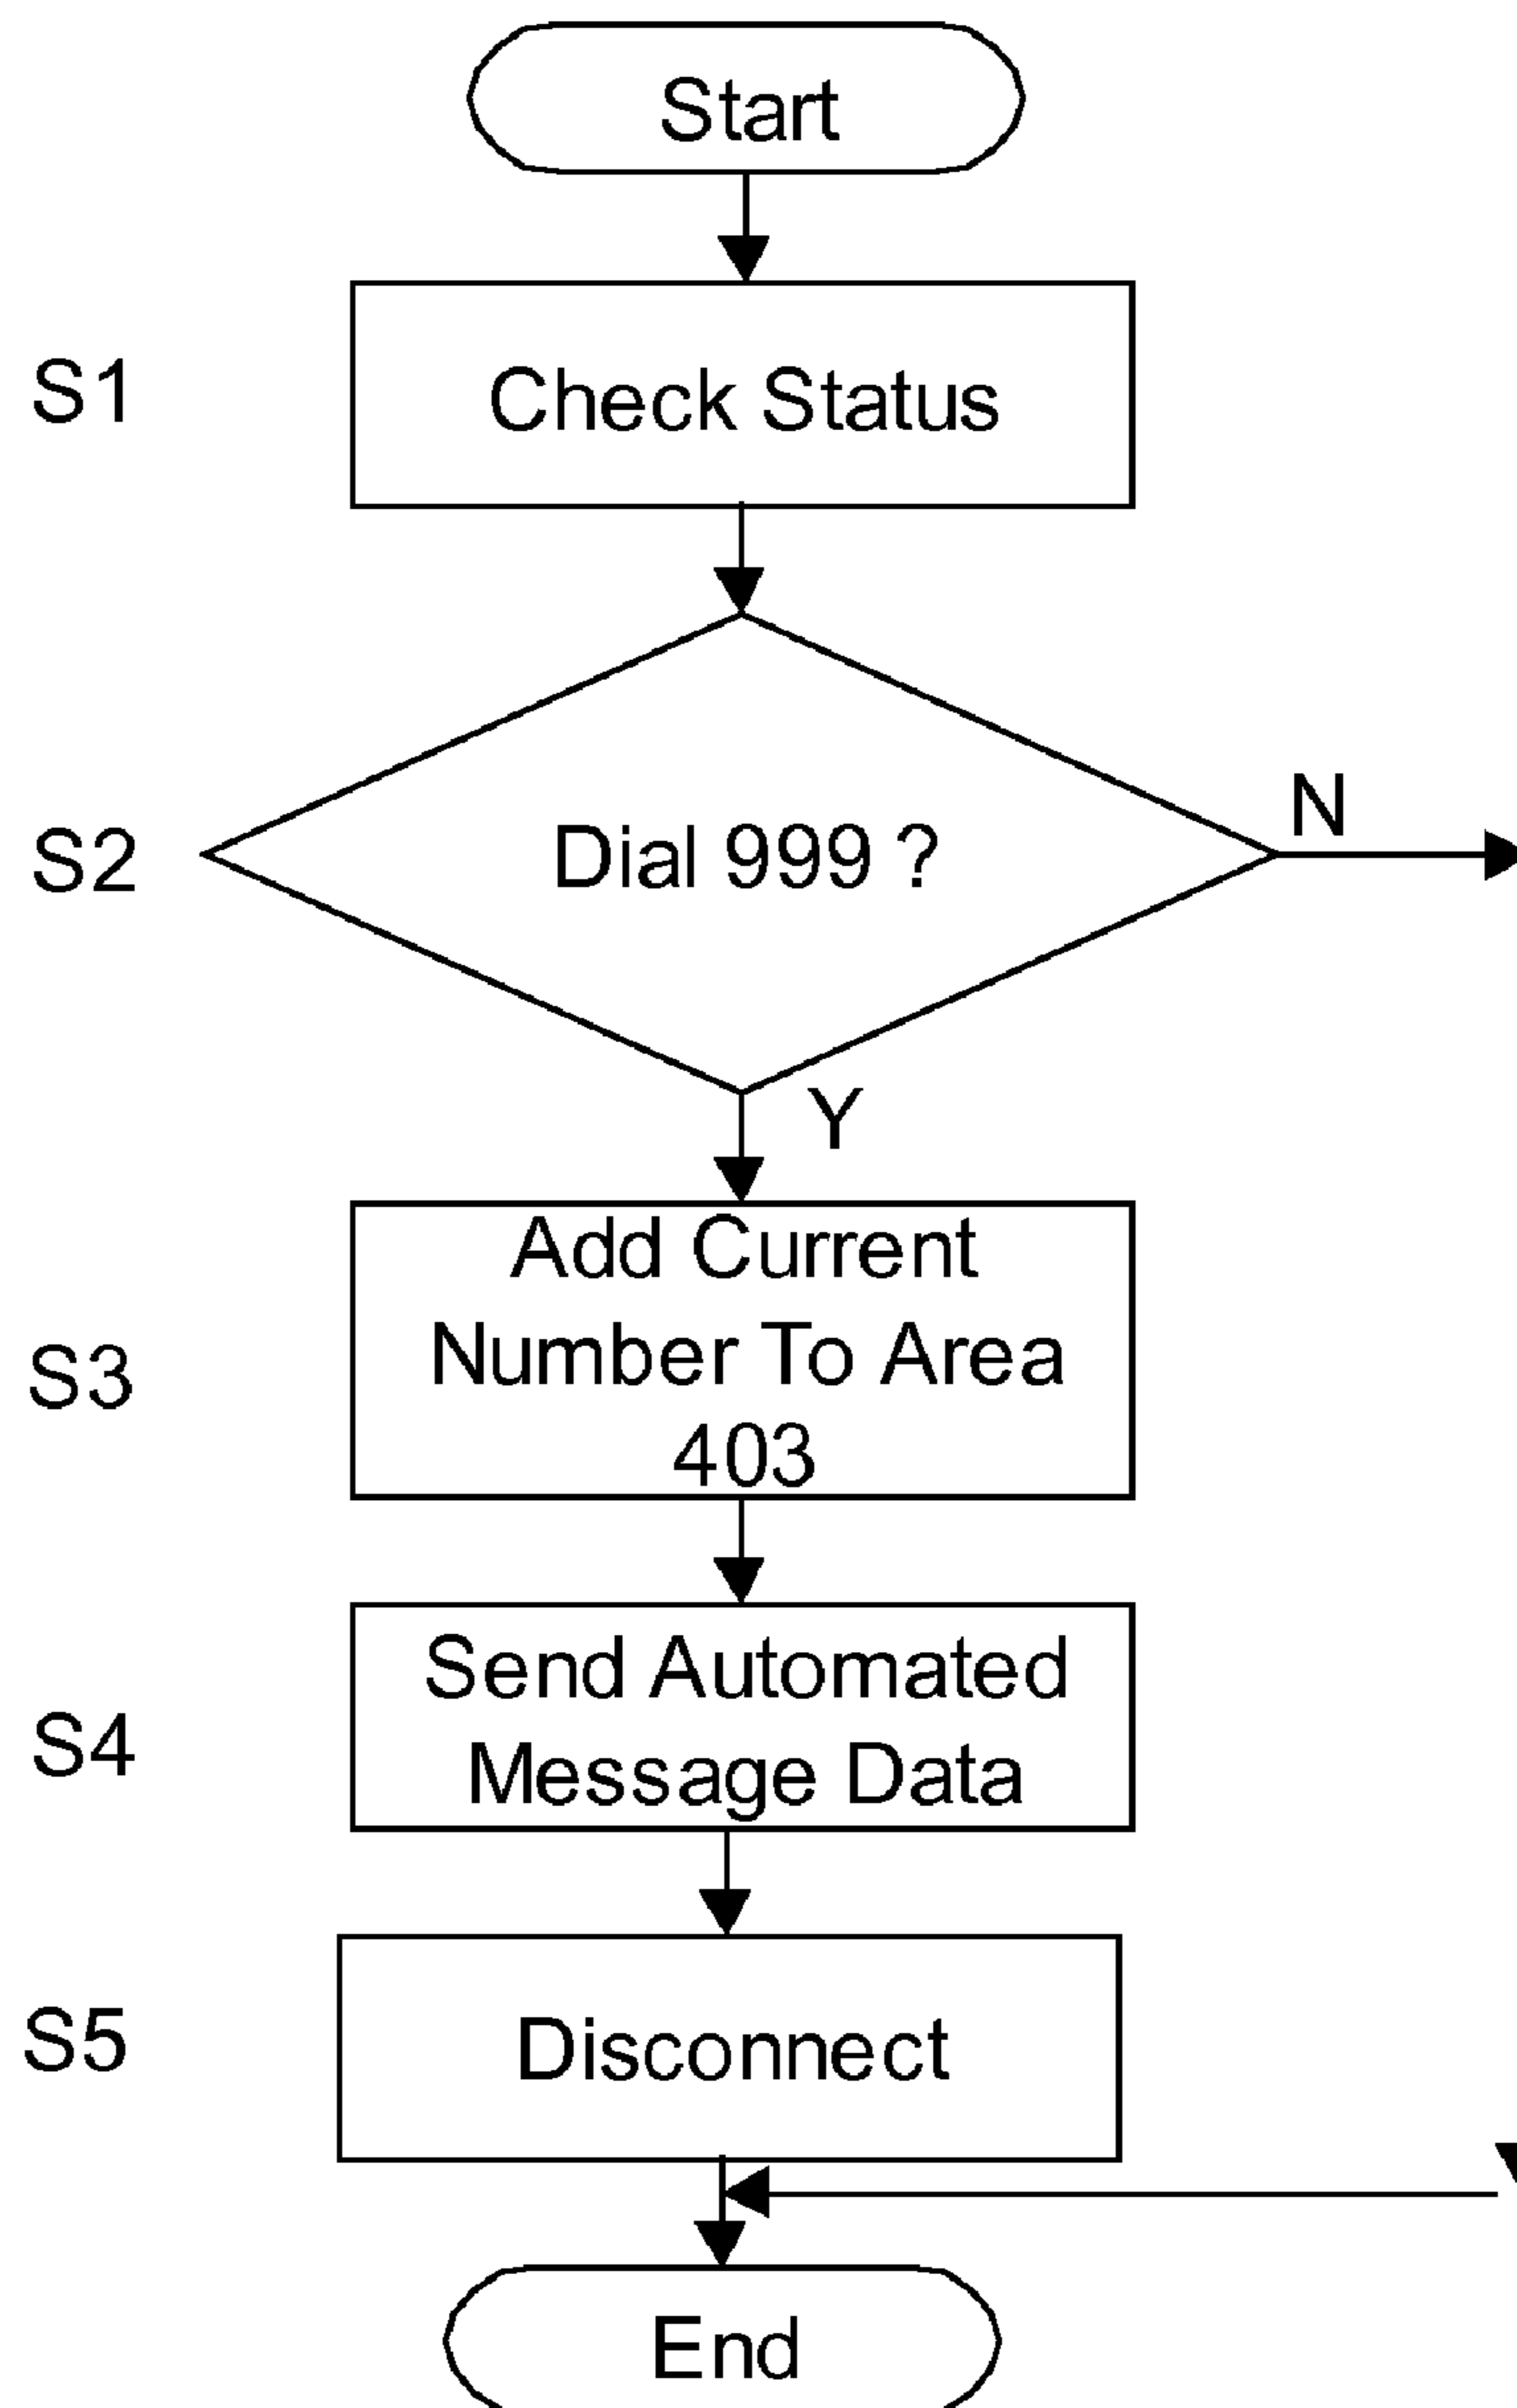 Start
S1
Check Status
S2
Dial 999 ?
N
Y
S3
Add Current
Number To Area
403
S4
Send Automated
Message Data
S5
Disconnect
End